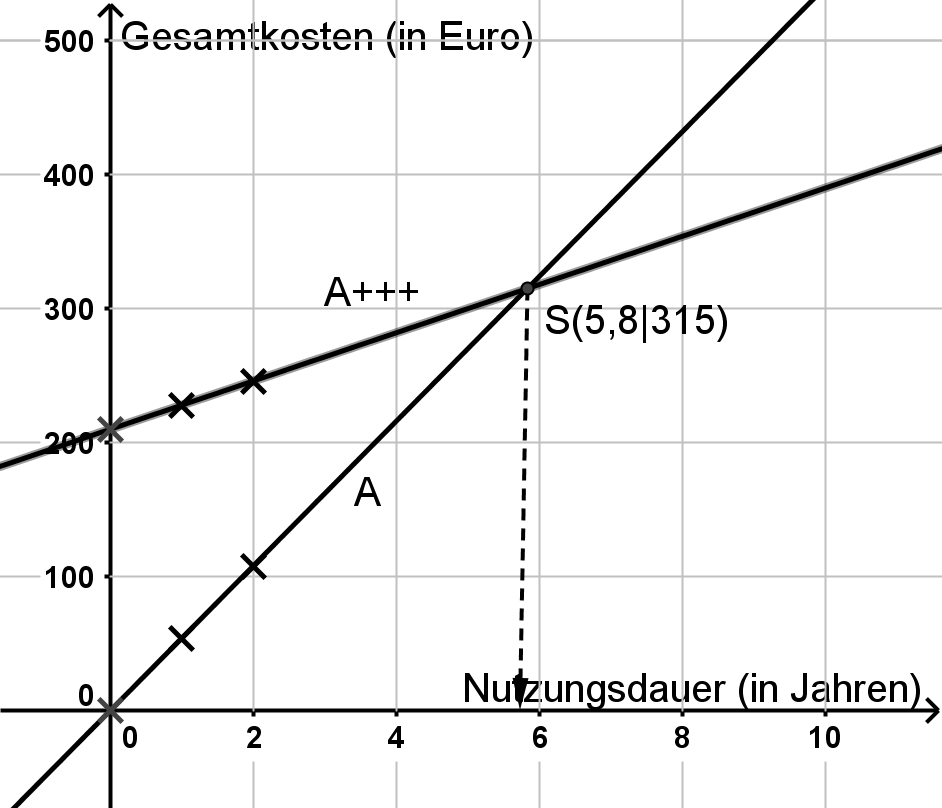 500
Gesamtkosten (in Euro)
400
A+++
300
S(5,8|315)
200
A
100
0
Nutzungsdauer (in Jahren)
0 2 4 6 8 10